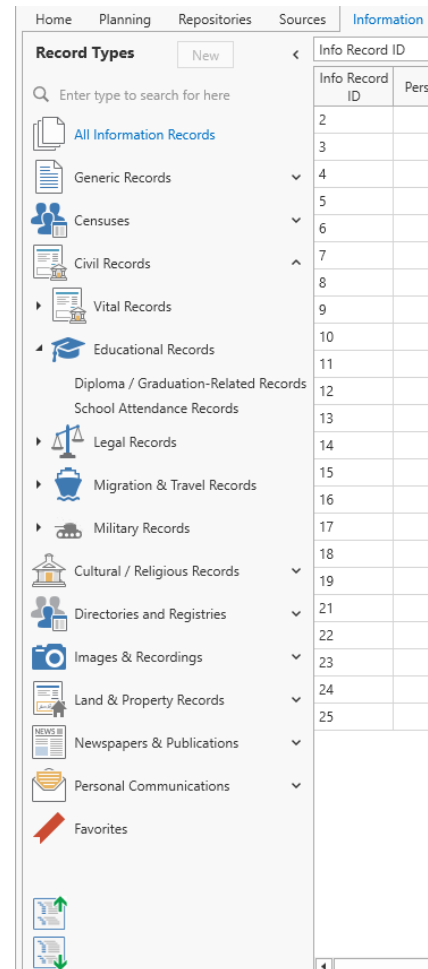 Home Planning Repositories Sources Information
Record Types New
Enter type to search for here
All Information Records
Generic Records
Censuses
Civil Records
Vital Records
Educational Records
Diploma / Graduation-Related Records
School Attendance Records
Legal Records
Migration & Travel Records
Military Records
Cultural / Religious Records
Directories and Registries
Images & Recordings
Land & Property Records
NEWS
Newspapers & Publications
Personal Communications
Favorites
Info Record ID
Info Record
ID
Pers
2
3
4
5
6
7
8
9
10
11
12
13
14
15
16
17
18
19
21
22
23
24
25